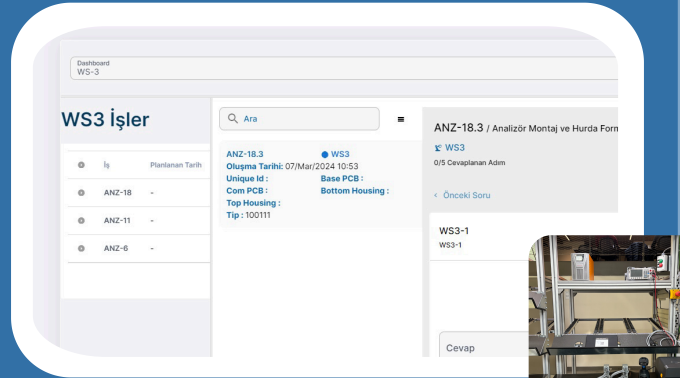 Dashboard
WS-3
WS3 İşler
İş Planlanan Tarih
ANZ-18 -
ANZ-11 -
ANZ-6 -
Ara
ANZ-18.3 WS3
Oluşma Tarihi: 07/Mar/2024 10:53
Unique Id : Base PCB :
Com PCB : Bottom Housing :
Top Housing :
Tip : 100111
ANZ-18.3 / Analizör Montaj ve Hurda Form
WS3
0/5 Cevaplanan Adım
‹ Önceki Soru
WS3-1
WS3-1
Cevap